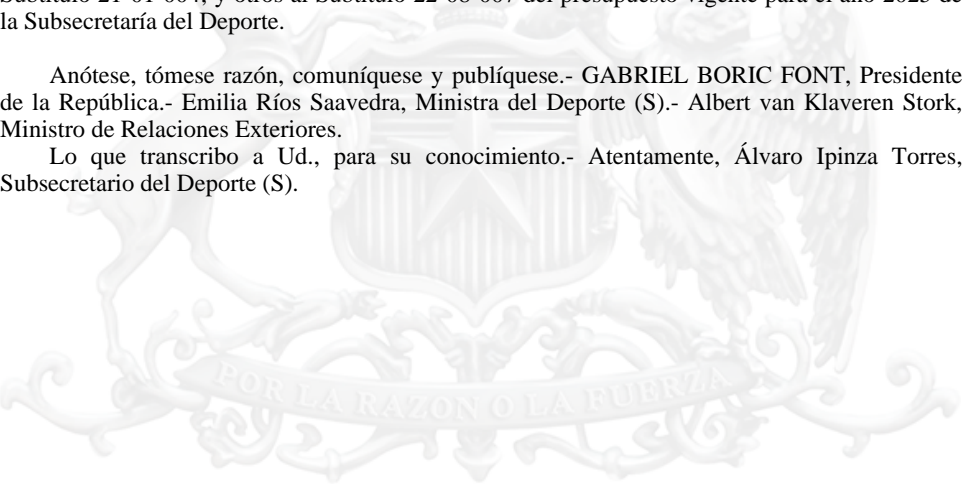 Subtítulo 21-01-004, y otros al Subtítulo 22-08-007 del presupuesto vigente para el año 2023 de
la Subsecretaría del Deporte.
Anótese, tómese razón, comuníquese y publíquese.- GABRIEL BORIC FONT, Presidente
de la República.- Emilia Ríos Saavedra, Ministra del Deporte (S).- Albert van Klaveren Stork,
Ministro de Relaciones Exteriores.
Lo que transcribo a Ud., para su conocimiento.- Atentamente, Álvaro Ipinza Torres,
Subsecretario del Deporte (S).
POR LA RAZON O LA FUERZA